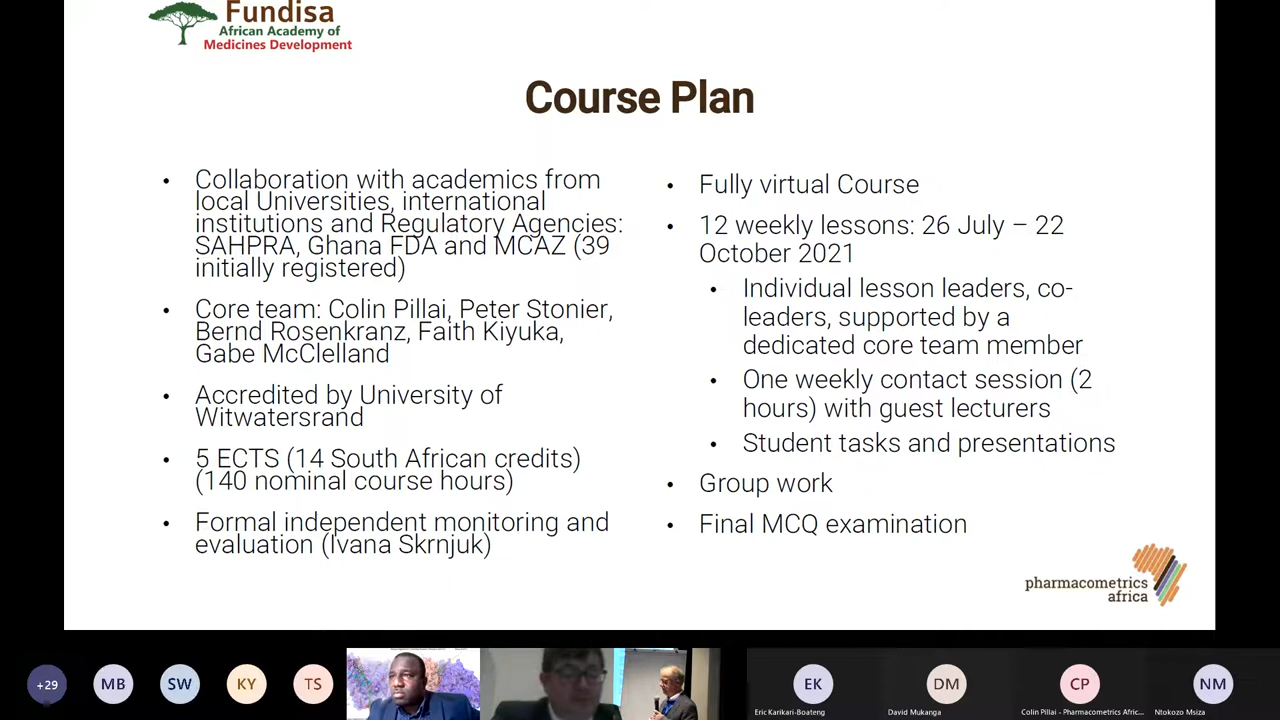 Fundisa
African Academy of
Medicines Development
Course Plan
• Collaboration with academics from
local Universities, international
institutions and Regulatory Agencies:
SAHPRA, Ghana FDA and MCAZ (39
initially registered)
• Core team: Colin Pillai, Peter Stonier,
Bernd Rosenkranz, Faith Kiyuka,
Gabe McClelland
• Accredited by University of
Witwatersrand
• 5 ECTS (14 South African credits)
(140 nominal course hours)
• Formal independent monitoring and
evaluation (Ivana Skrnjuk)
• Fully virtual Course
• 12 weekly lessons: 26 July – 22
October 2021
• Individual lesson leaders, co-
leaders, supported by a
dedicated core team member
• One weekly contact session (2
hours) with guest lecturers
• Student tasks and presentations
• Group work
• Final MCQ examination
pharmacometrics
africa
+29
MB
SW
KY
TS
EK
DM
CP
NM
Eric Karikari-Boateng
David Mukanga
Colin Pillai - Pharmacometrics Afric...
Ntokozo Msiza